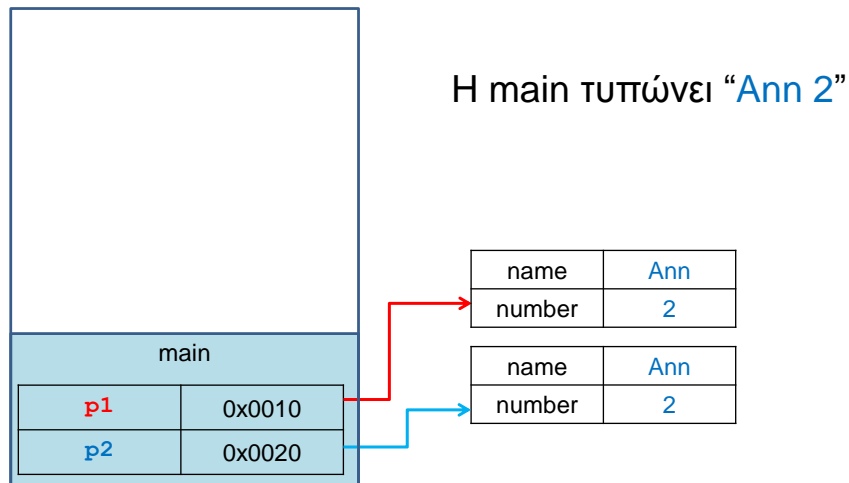 Η main τυπώνει “Ann 2”
name Ann
number 2
main
name Ann
number 2
p1 0x0010
p2 0x0020